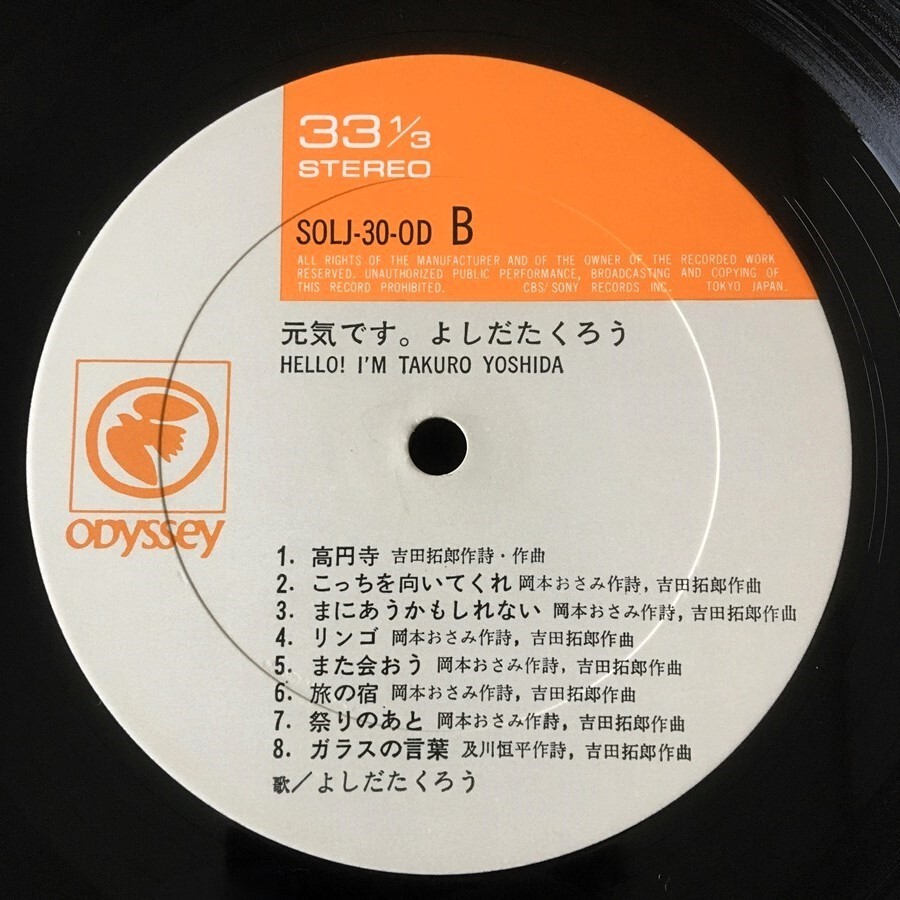 33 1/3
STEREO
SOLJ-30-OD B
ALL RIGHTS OF THE MANUFACTURER AND OF THE OWNER OF THE RECORDED WORK
RESERVED. UNAUTHORIZED PUBLIC PERFORMANCE, BROADCASTING AND COPYING OF
THIS RECORD PROHIBITED. CBS/SONY RECORDS INC. TOKYO JAPAN.
元気です。よしだたくろう
HELLO! I'M TAKURO YOSHIDA
ODYSSEY
1. 高円寺 吉田拓郎作詩・作曲
2. こっちを向いてくれ 岡本おさみ作詩, 吉田拓郎作曲
3. まにあうかもしれない 岡本おさみ作詩, 吉田拓郎作曲
4. リンゴ 岡本おさみ作詩, 吉田拓郎作曲
5. また会おう 岡本おさみ作詩, 吉田拓郎作曲
6. 旅の宿 岡本おさみ作詩, 吉田拓郎作曲
7. 祭りのあと 岡本おさみ作詩, 吉田拓郎作曲
8. ガラスの言葉 及川恒平作詩, 吉田拓郎作曲
歌/よしだたくろう